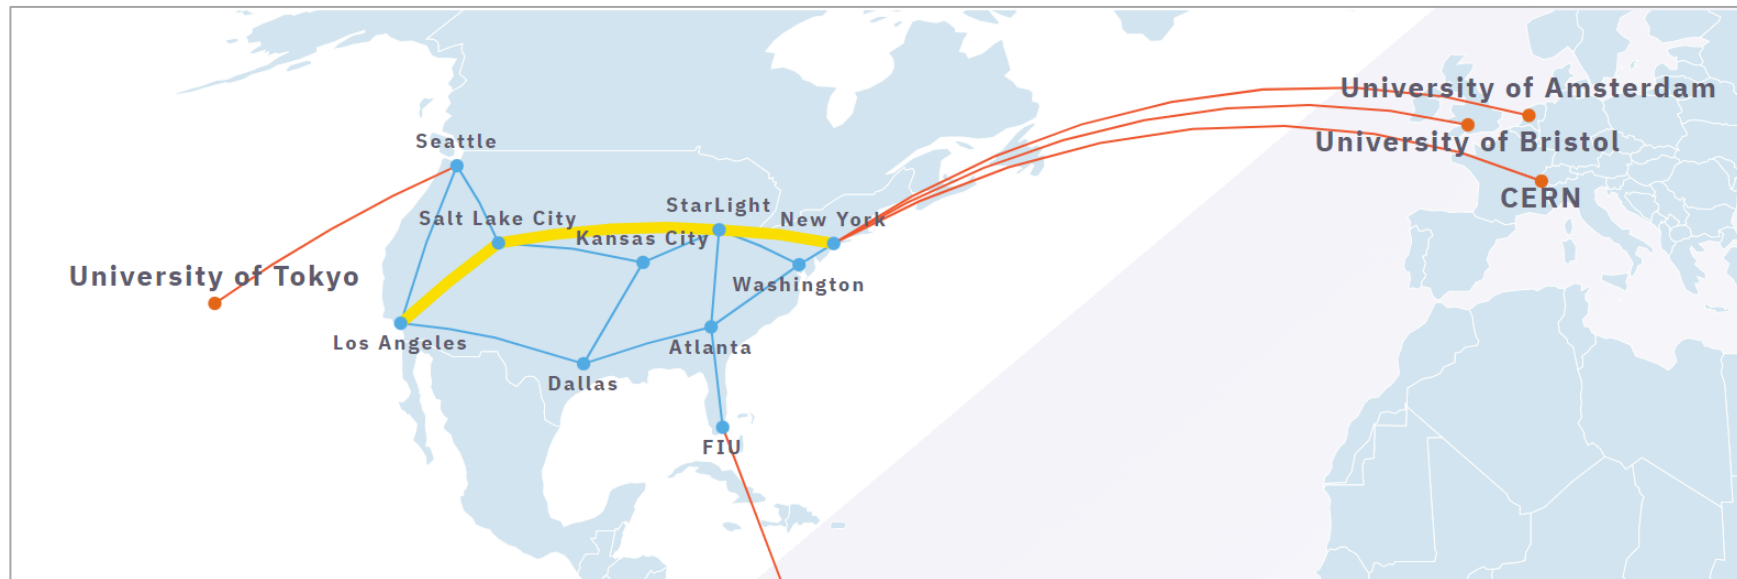 University of Amsterdam
Seattle
University of Bristol
CERN
StarLight
Salt Lake City
New York
Kansas City
University of Tokyo
Washington
Los Angeles
Atlanta
Dallas
FIU